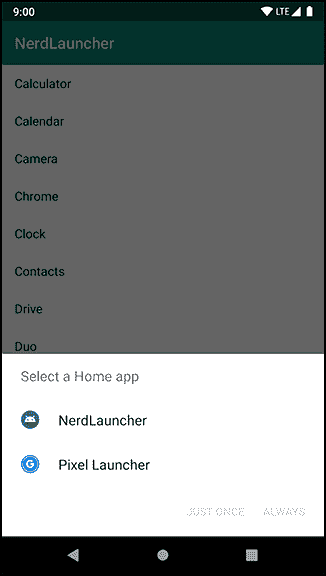 9:00 LTE
NerdLauncher
Calculator
Calendar
Camera
Chrome
Clock
Contacts
Drive
Duo
Select a Home app
NerdLauncher
G Pixel Launcher
JUST ONCE ALWAYS